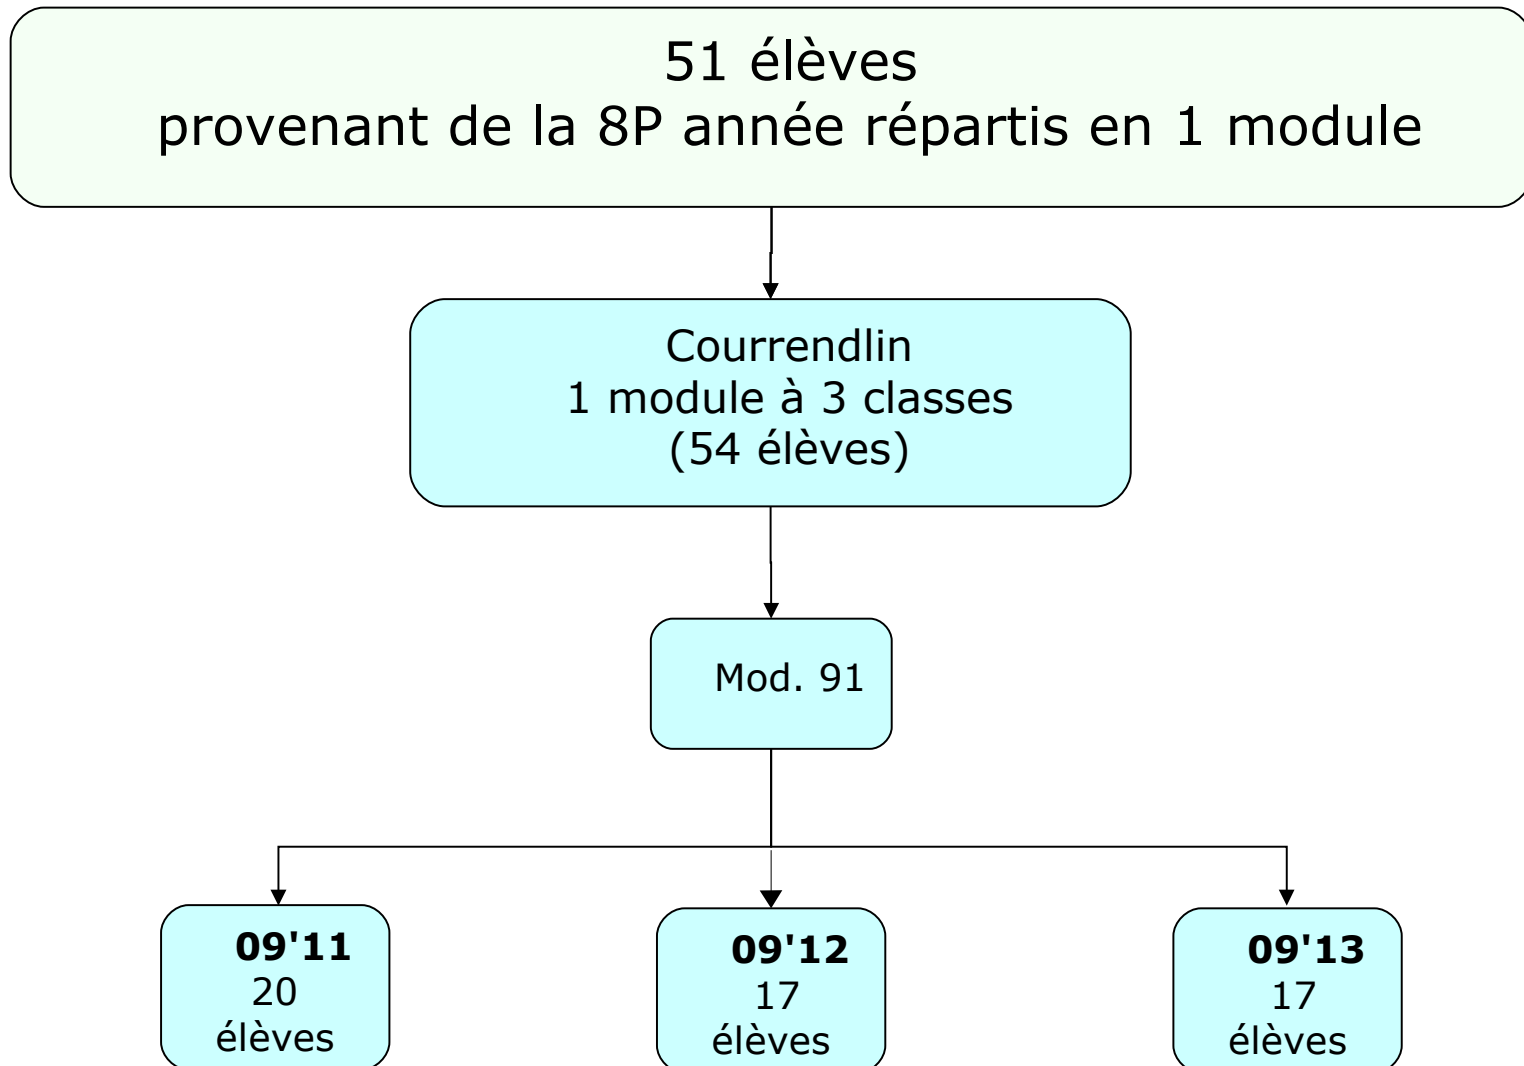 51 élèves
provenant de la 8P année répartis en 1 module
Courrendlin
1 module à 3 classes
(54 élèves)
Mod. 91
09'11
20
élèves
09'12
17
élèves
09'13
17
élèves